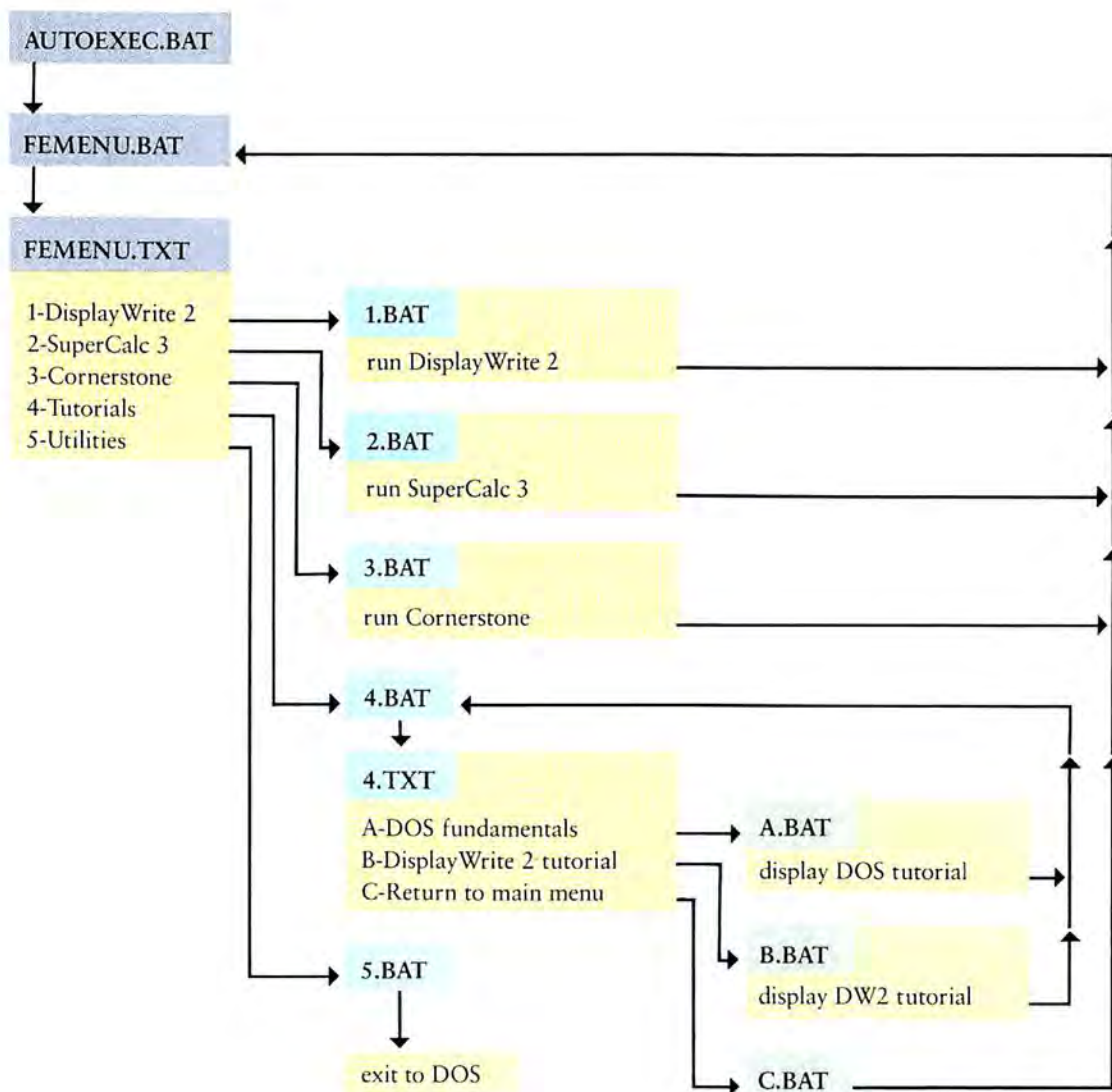 AUTOEXEC.BAT
FEMENU.BAT
FEMENU.TXT
1-DisplayWrite 2
2-SuperCalc 3
3-Cornerstone
4-Tutorials
5-Utilities
1.BAT
run DisplayWrite 2
2.BAT
run SuperCalc 3
3.BAT
run Cornerstone
4.BAT
4.TXT
A-DOS fundamentals
B-DisplayWrite 2 tutorial
C-Return to main menu
A.BAT
display DOS tutorial
B.BAT
display DW2 tutorial
C.BAT
5.BAT
exit to DOS